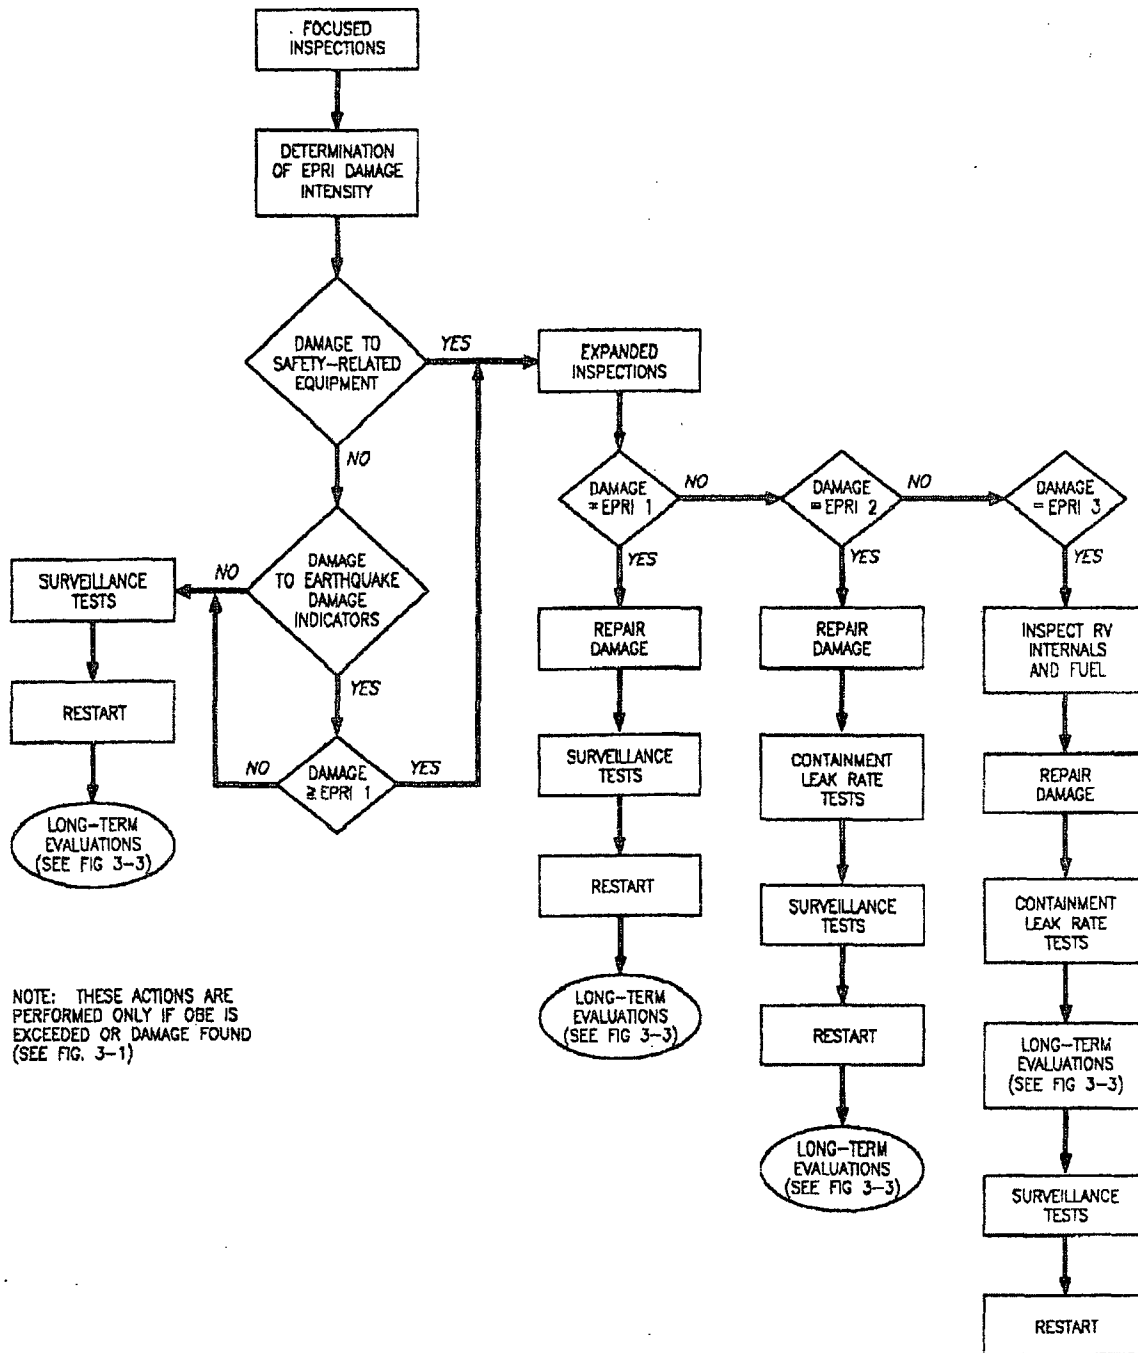 FOCUSED
INSPECTIONS
DETERMINATION
OF EPRI DAMAGE
INTENSITY
DAMAGE TO
SAFETY-RELATED
EQUIPMENT
YES
NO
EXPANDED
INSPECTIONS
DAMAGE
TO EARTHQUAKE
DAMAGE
INDICATORS
NO
YES
SURVEILLANCE
TESTS
RESTART
LONG-TERM
EVALUATIONS
(SEE FIG 3-3)
DAMAGE
≥ EPRI 1
NO
YES
DAMAGE
= EPRI 1
NO
YES
REPAIR
DAMAGE
SURVEILLANCE
TESTS
RESTART
LONG-TERM
EVALUATIONS
(SEE FIG 3-3)
DAMAGE
= EPRI 2
NO
YES
REPAIR
DAMAGE
CONTAINMENT
LEAK RATE
TESTS
SURVEILLANCE
TESTS
RESTART
LONG-TERM
EVALUATIONS
(SEE FIG 3-3)
DAMAGE
= EPRI 3
YES
INSPECT RV
INTERNALS
AND FUEL
REPAIR
DAMAGE
CONTAINMENT
LEAK RATE
TESTS
LONG-TERM
EVALUATIONS
(SEE FIG 3-3)
SURVEILLANCE
TESTS
RESTART
NOTE: THESE ACTIONS ARE
PERFORMED ONLY IF OBE IS
EXCEEDED OR DAMAGE FOUND
(SEE FIG. 3-1)